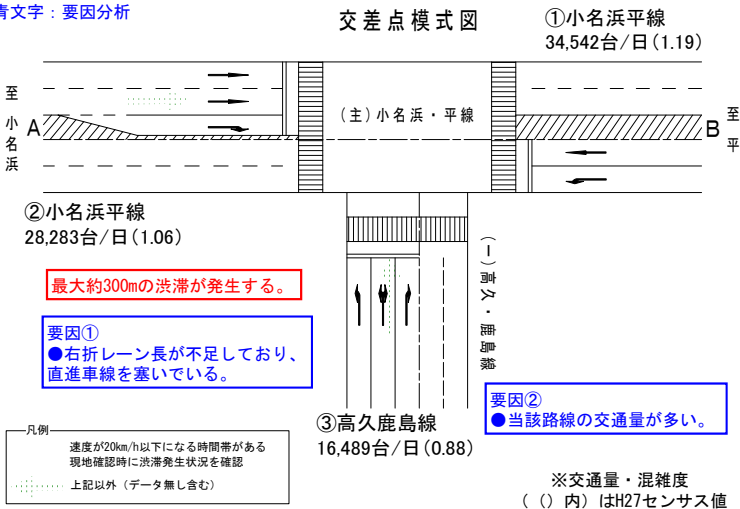 青文字：要因分析
交差点模式図
①小名浜平線
34,542台/日(1.19)
至 小名浜
A
(主)小名浜・平線
B
至 平
②小名浜平線
28,283台/日(1.06)
最大約300mの渋滞が発生する。
要因①
●右折レーン長が不足しており、
直進車線を塞いでいる。
(一)高久・鹿島線
要因②
●当該路線の交通量が多い。
③高久鹿島線
16,489台/日(0.88)
凡例
速度が20km/h以下になる時間帯がある
現地確認時に渋滞発生状況を確認
上記以外（データ無し含む）
※交通量・混雑度
(（）内）はH27センサス値